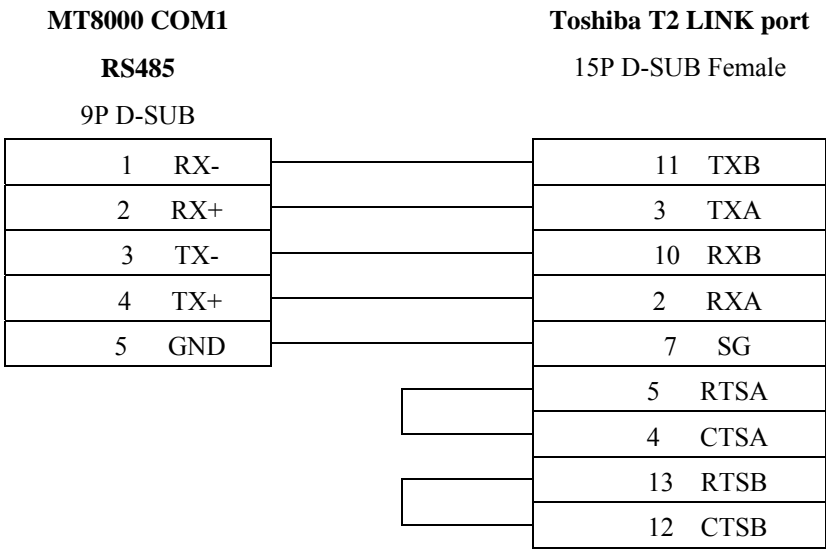 MT8000 COM1 Toshiba T2 LINK port
RS485 15P D-SUB Female
9P D-SUB
1 RX- 11 TXB
2 RX+ 3 TXA
3 TX- 10 RXB
4 TX+ 2 RXA
5 GND 7 SG
5 RTSA
4 CTSA
13 RTSB
12 CTSB